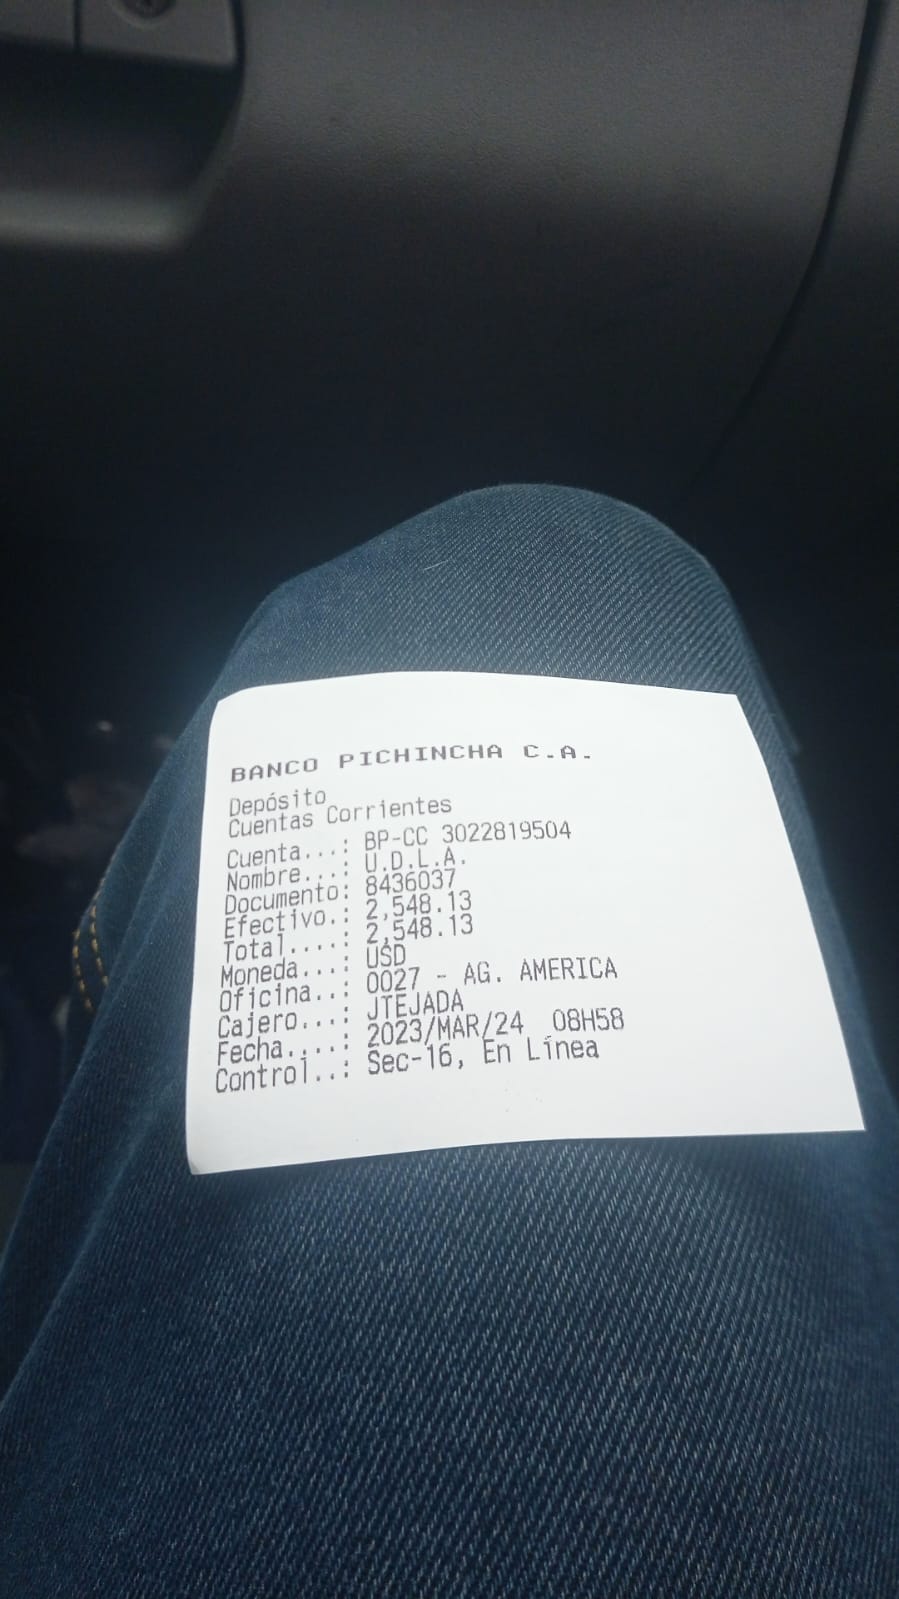 BANCO PICHINCHA C.A.
Depósito
Cuentas Corrientes
Cuenta...: BP-CC 3022819504
Nombre...: U.D.L.A.
Documento: 8436037
Efectivo.: 2,548.13
Total....: 2,548.13
Moneda...: USD
Oficina..: 0027 - AG. AMERICA
Cajero...: JTEJADA
Fecha....: 2023/MAR/24 08H58
Control..: Sec-16, En Línea